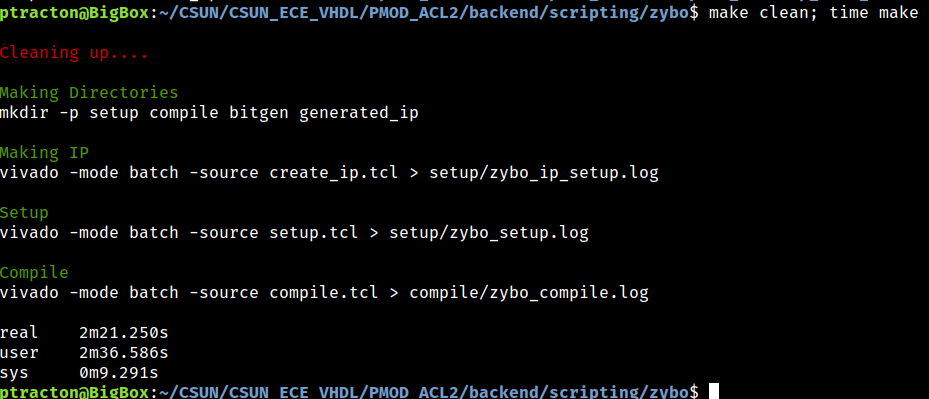 ptracton@BigBox:~/CSUN/CSUN_ECE_VHDL/PMOD_ACL2/backend/scripting/zybo$ make clean; time make
Cleaning up....
Making Directories
mkdir -p setup compile bitgen generated_ip
Making IP
vivado -mode batch -source create_ip.tcl > setup/zybo_ip_setup.log
Setup
vivado -mode batch -source setup.tcl > setup/zybo_setup.log
Compile
vivado -mode batch -source compile.tcl > compile/zybo_compile.log
real    2m21.250s
user    2m36.586s
sys     0m9.291s
ptracton@BigBox:~/CSUN/CSUN_ECE_VHDL/PMOD_ACL2/backend/scripting/zybo$